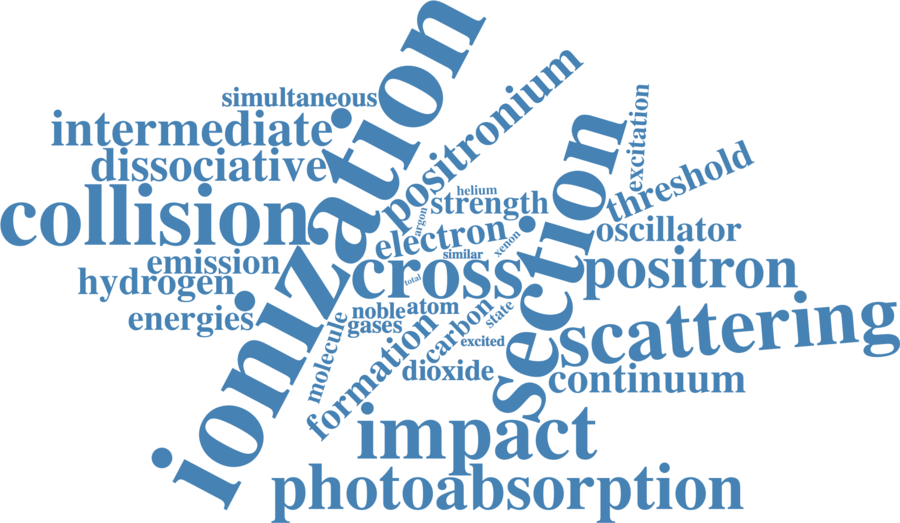 ionization
simultaneous
positronium
intermediate
dissociative
collision
section
excitation
threshold
helium
strength
argon
electron
xenon
oscillator
similar
emission
hydrogen
cross
total
positron
energies
noble
atom
gases
carbon
state
scattering
molecule
formation
excited
dioxide
continuum
impact
photoabsorption